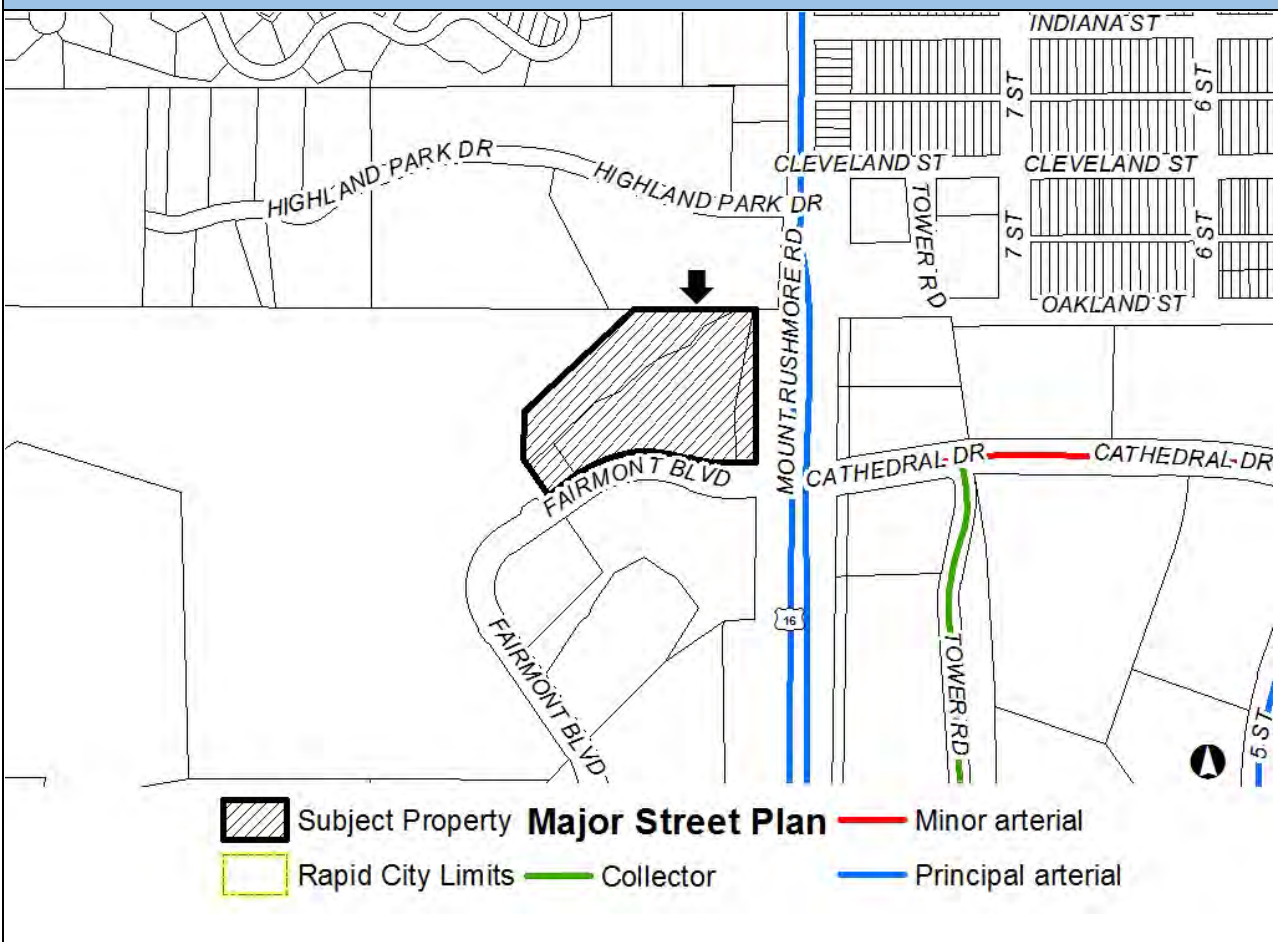 INDIANA ST
7 ST
6 ST
HIGHLAND PARK DR
CLEVELAND ST
CLEVELAND ST
HIGHLAND PARK DR
TOWER RD
7 ST
6 ST
MOUNT RUSHMORE RD
OAKLAND ST
FAIRMONT BLVD
CATHEDRAL DR
CATHEDRAL DR
16
FAIRMONT BLVD
TOWER RD
5 ST
Subject Property Major Street Plan Minor arterial
Rapid City Limits Collector Principal arterial